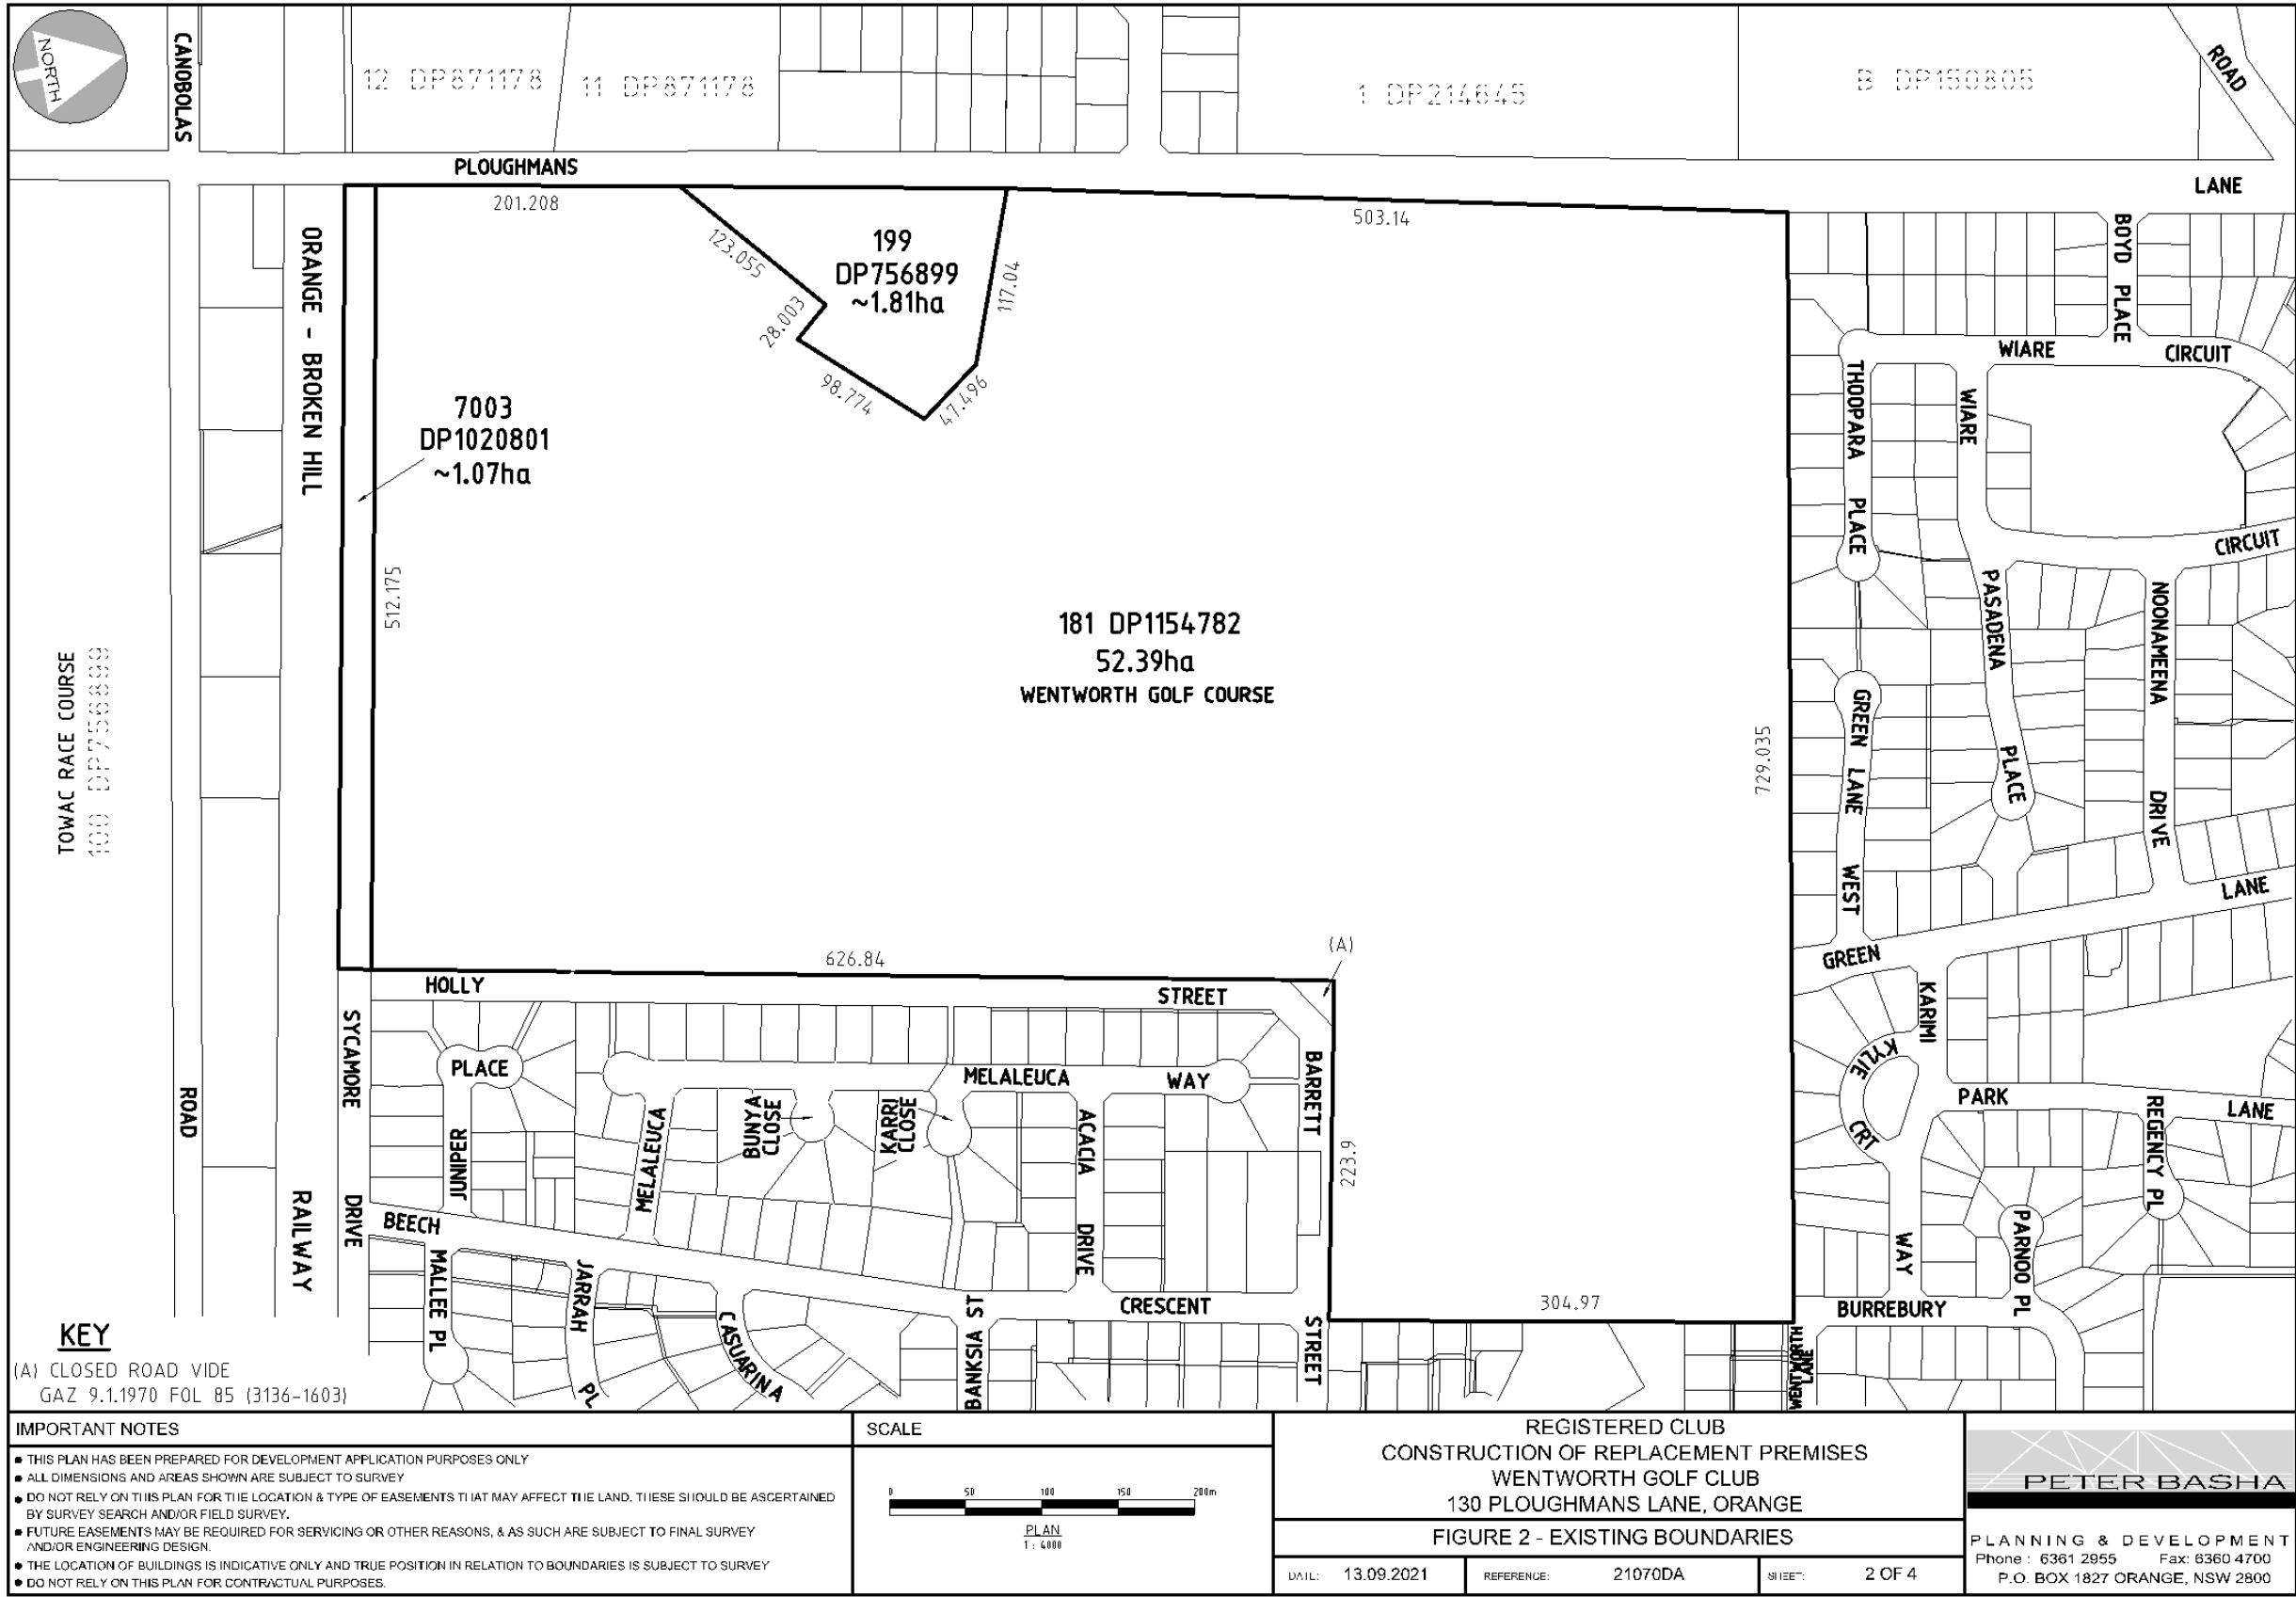 NORTH
CANOBOLAS
12 DP871178
11 DP871178
1 DP214645
B DP150805
ROAD
PLOUGHMANS
LANE
201.208
503.14
ORANGE - BROKEN HILL
123.055
199
DP756899
~1.81ha
117.04
28.003
98.774
47.496
7003
DP1020801
~1.07ha
512.175
181 DP1154782
52.39ha
WENTWORTH GOLF COURSE
729.035
BOYD PLACE
WIARE
CIRCUIT
THOOPARA PLACE
WIARE
CIRCUIT
PASADENA
PLACE
NOONAMEENA
DRIVE
GREEN LANE WEST
LANE
GREEN
TOWAC RACE COURSE
100 DP756899
626.84
(A)
HOLLY
STREET
SYCAMORE
DRIVE
PLACE
JUNIPER
MELALEUCA
WAY
MELALEUCA
BUNYA
CLOSE
KARRI
CLOSE
ACACIA
DRIVE
BARRETT
STREET
223.9
304.97
KARIMI
WAY
KYLIE
CRT
PARK
LANE
REGENCY PL
PARNOO PL
BURREBURY
ROAD
RAILWAY
BEECH
CRESCENT
MALLEE PL
JARRAH
PL
CASUARINA
BANKSIA ST
WENTWORTH
LANE
KEY
(A) CLOSED ROAD VIDE
GAZ 9.1.1970 FOL 85 (3136-1603)
IMPORTANT NOTES
● THIS PLAN HAS BEEN PREPARED FOR DEVELOPMENT APPLICATION PURPOSES ONLY
● ALL DIMENSIONS AND AREAS SHOWN ARE SUBJECT TO SURVEY
● DO NOT RELY ON THIS PLAN FOR THE LOCATION & TYPE OF EASEMENTS THAT MAY AFFECT THE LAND. THESE SHOULD BE ASCERTAINED
BY SURVEY SEARCH AND/OR FIELD SURVEY.
● FUTURE EASEMENTS MAY BE REQUIRED FOR SERVICING OR OTHER REASONS, & AS SUCH ARE SUBJECT TO FINAL SURVEY
AND/OR ENGINEERING DESIGN.
● THE LOCATION OF BUILDINGS IS INDICATIVE ONLY AND TRUE POSITION IN RELATION TO BOUNDARIES IS SUBJECT TO SURVEY
● DO NOT RELY ON THIS PLAN FOR CONTRACTUAL PURPOSES.
SCALE
0 50 100 150 200m
PLAN
1 : 4000
REGISTERED CLUB
CONSTRUCTION OF REPLACEMENT PREMISES
WENTWORTH GOLF CLUB
130 PLOUGHMANS LANE, ORANGE
FIGURE 2 - EXISTING BOUNDARIES
DATE: 13.09.2021
REFERENCE: 21070DA
SHEET: 2 OF 4
PETER BASHA
PLANNING & DEVELOPMENT
Phone : 6361 2955 Fax: 6360 4700
P.O. BOX 1827 ORANGE, NSW 2800